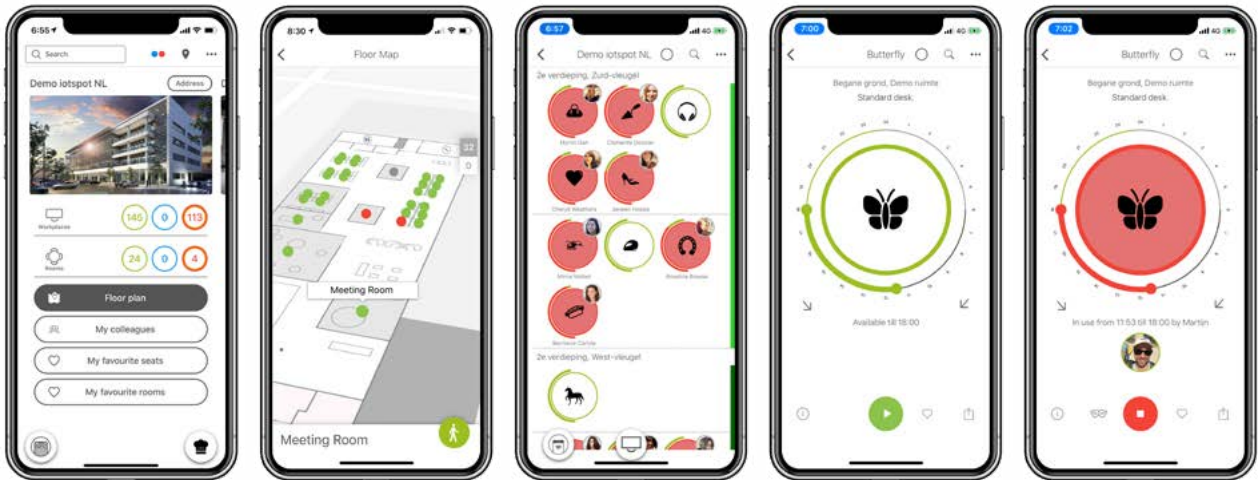 6:55
Search
Demo iotspot NL
Address
Workplaces
145
0
113
Rooms
24
0
4
Floor plan
My colleagues
My favourite seats
My favourite rooms
8:30
Floor Map
32
0
Meeting Room
Meeting Room
6:57
4G
Demo iotspot NL
2e verdieping, Zuid-vleugel
2e verdieping, West-vleugel
7:00
4G
Butterfly
Begane grond, Demo ruimte
Standard desk.
Available till 18:00
7:02
4G
Butterfly
Begane grond, Demo ruimte
Standard desk.
In use from 11:53 till 18:00 by Martijn